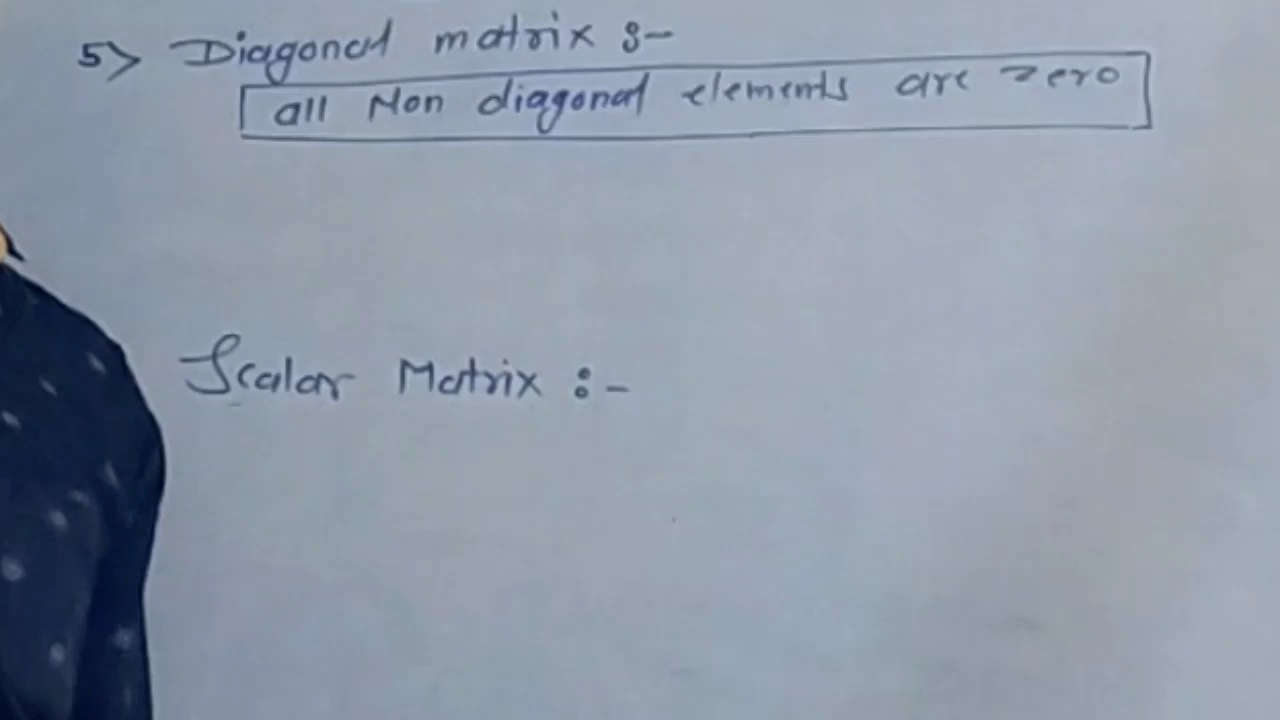 5> Diagonal matrix :-
all Non diagonal elements are zero
Scalar Matrix :-